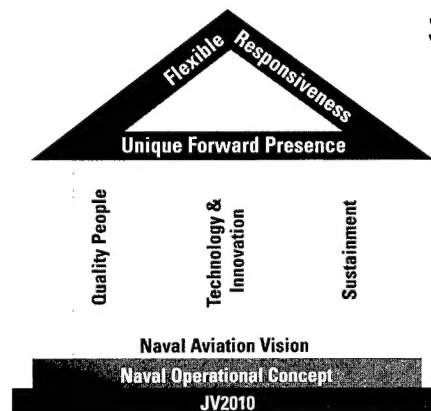 Flexible
Responsiveness
Unique Forward Presence
Quality People
Technology &
Innovation
Sustainment
Naval Aviation Vision
Naval Operational Concept
JV2010